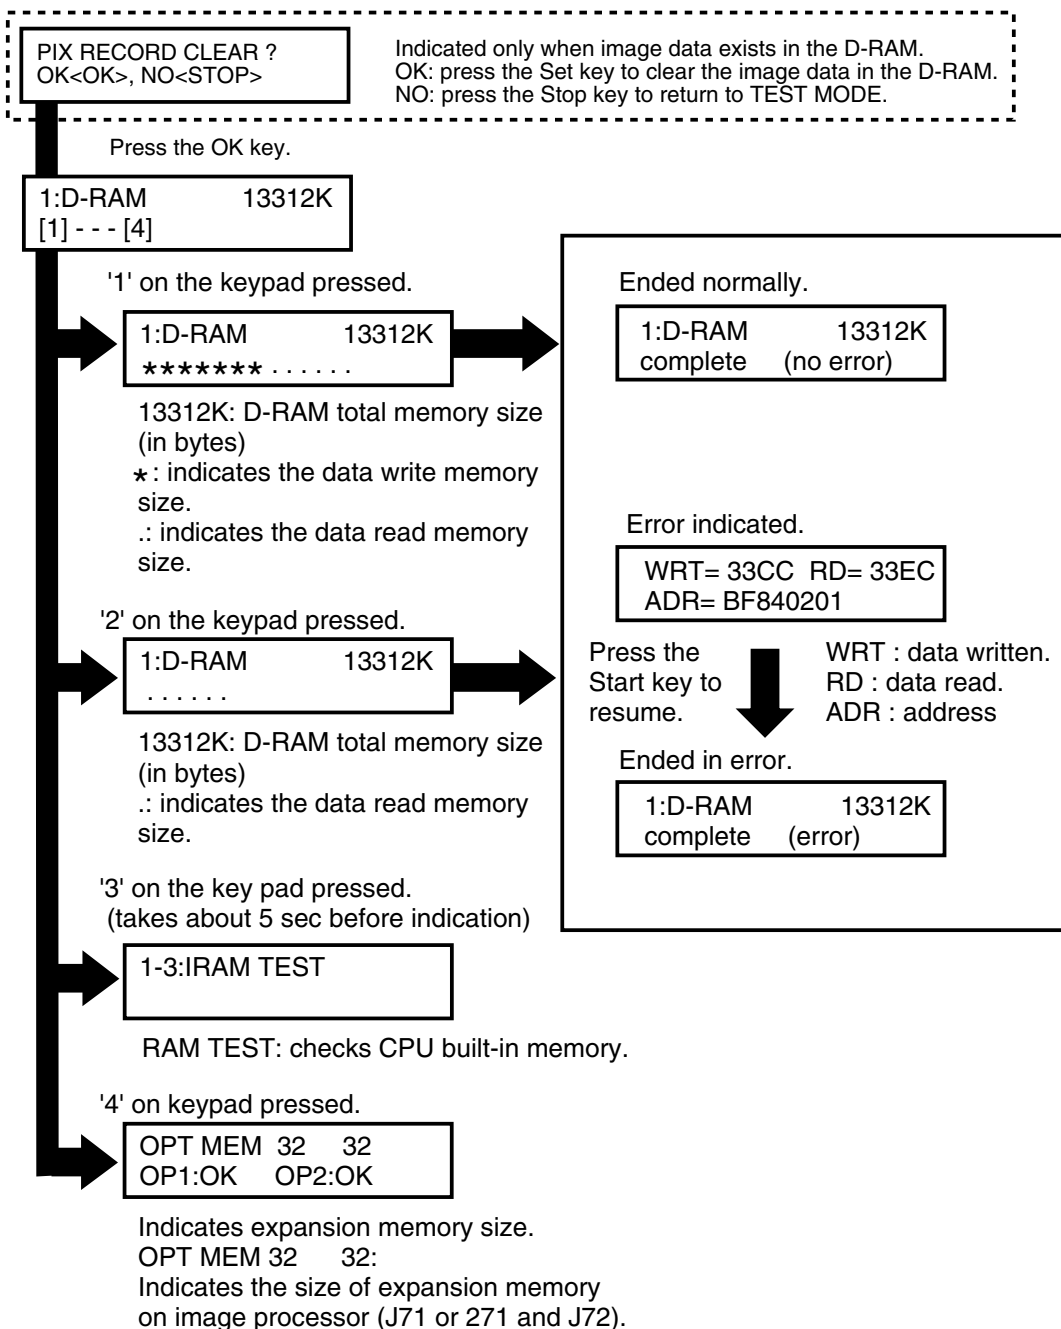 PIX RECORD CLEAR ?
OK<OK>, NO<STOP>
Indicated only when image data exists in the D-RAM.
OK: press the Set key to clear the image data in the D-RAM.
NO: press the Stop key to return to TEST MODE.
Press the OK key.
1:D-RAM 13312K
[1] - - - [4]
'1' on the keypad pressed.
1:D-RAM 13312K
******* . . . . . .
13312K: D-RAM total memory size
(in bytes)
*: indicates the data write memory
size.
.: indicates the data read memory
size.
'2' on the keypad pressed.
1:D-RAM 13312K
. . . . . .
13312K: D-RAM total memory size
(in bytes)
.: indicates the data read memory
size.
Ended normally.
1:D-RAM 13312K
complete (no error)
Error indicated.
WRT= 33CC RD= 33EC
ADR= BF840201
Press the
Start key to
resume.
WRT : data written.
RD : data read.
ADR : address
Ended in error.
1:D-RAM 13312K
complete (error)
'3' on the key pad pressed.
(takes about 5 sec before indication)
1-3:IRAM TEST
RAM TEST: checks CPU built-in memory.
'4' on keypad pressed.
OPT MEM 32 32
OP1:OK OP2:OK
Indicates expansion memory size.
OPT MEM 32 32:
Indicates the size of expansion memory
on image processor (J71 or 271 and J72).